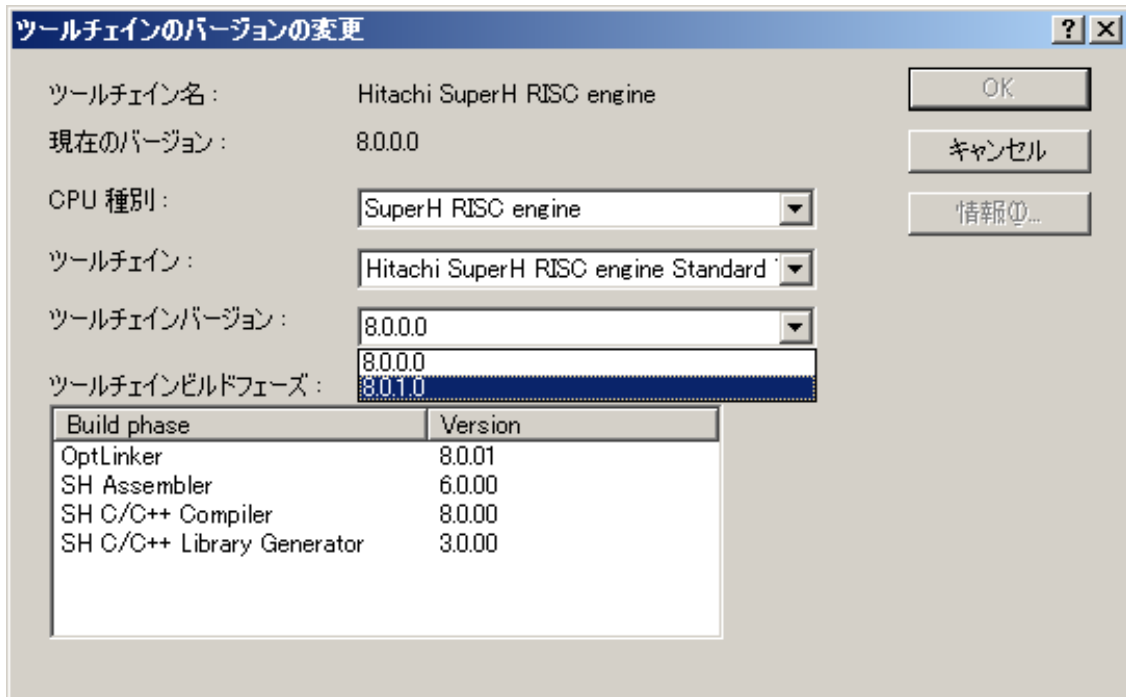 ツールチェインのバージョンの変更
ツールチェイン名： Hitachi SuperH RISC engine
OK
現在のバージョン： 8.0.0.0
キャンセル
CPU 種別： SuperH RISC engine
情報(I)...
ツールチェイン： Hitachi SuperH RISC engine Standard
ツールチェインバージョン： 8.0.0.0
8.0.0.0
8.0.1.0
ツールチェインビルドフェーズ：
Build phase Version
OptLinker 8.0.01
SH Assembler 6.0.00
SH C/C++ Compiler 8.0.00
SH C/C++ Library Generator 3.0.00